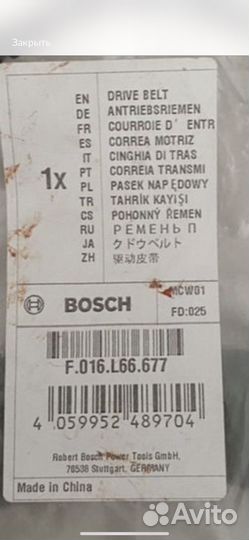 Закрыть
1x
EN DRIVE BELT
DE ANTRIEBSRIEMEN
FR COURROIE D'ENTR
ES CORREA MOTRIZ
IT CINGHIA DI TRAS
PT CORREIA TRANSMI
PL PASEK NAPĘDOWY
TR TAHRİK KAYIŞI
CS POHONNÝ ŘEMEN
RU РЕМЕНЬ П
JA クドウベルト
ZH 驱动皮带
BOSCH
MCW01
FD:025
F.016.L66.677
4 059952 489704
Robert Bosch Power Tools GmbH,
70538 Stuttgart, GERMANY
Made in China
Avito